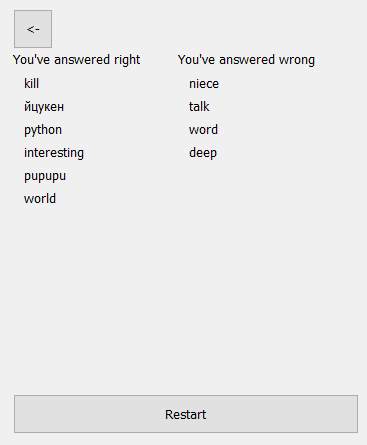 <-
You've answered right
kill
йцукен
python
interesting
pupupu
world
You've answered wrong
niece
talk
word
deep
Restart